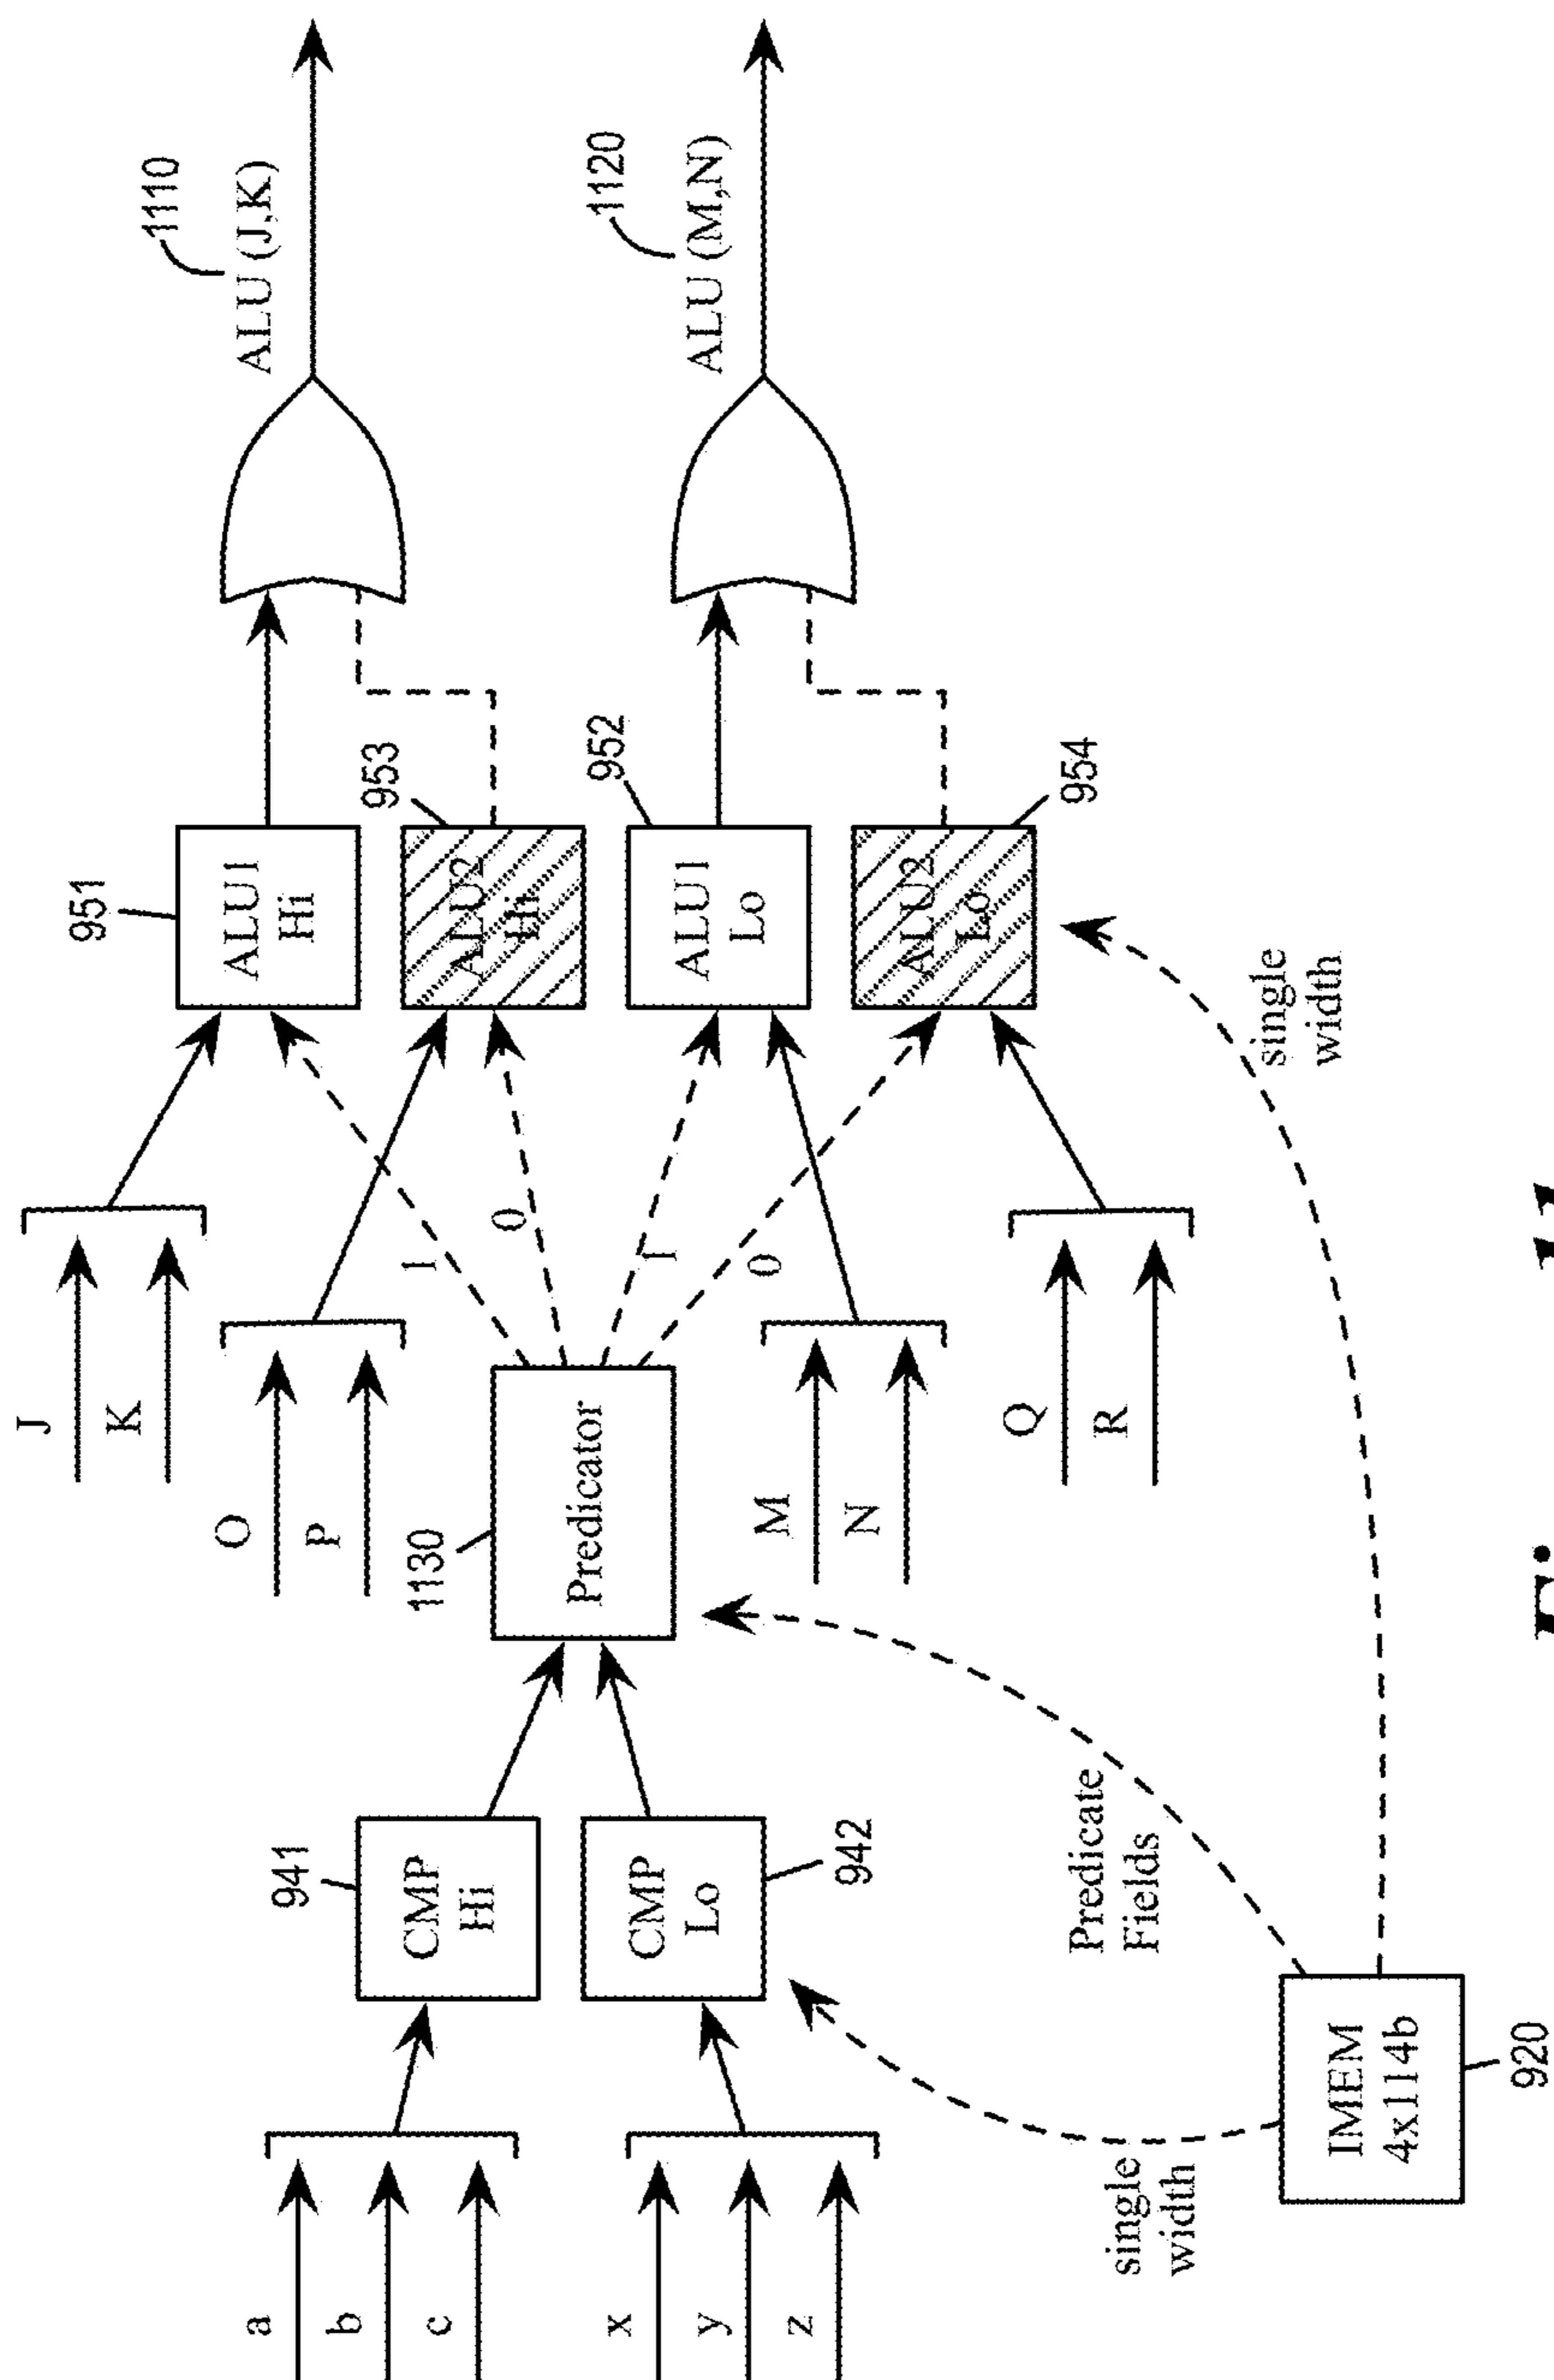 a
b
c
x
y
z
941
CMP
Hi
CMP
Lo
942
single
width
IMEM
4x114b
920
Predicate
Fields
1130
Predicator
J
K
O
P
M
N
Q
R
1
0
1
0
single
width
951
ALU1
Hi
953
ALU2
Hi
952
ALU1
Lo
954
ALU2
Lo
1110
ALU (J,K)
1120
ALU (M,N)